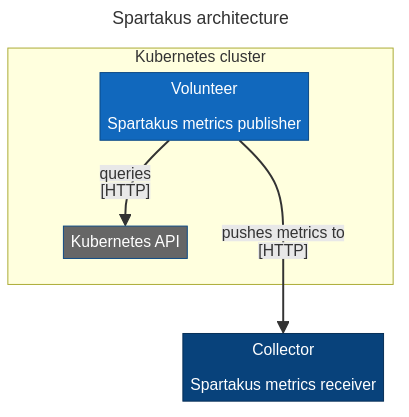 Spartakus architecture
Kubernetes cluster
Volunteer
Spartakus metrics publisher
queries
[HTTP]
Kubernetes API
pushes metrics to
[HTTP]
Collector
Spartakus metrics receiver